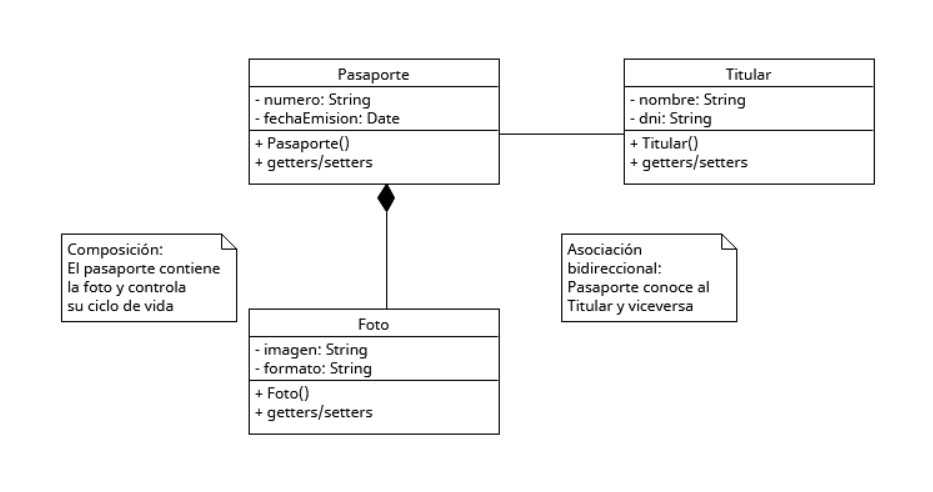 Pasaporte
- numero: String
- fechaEmision: Date
+ Pasaporte()
+ getters/setters
Titular
- nombre: String
- dni: String
+ Titular()
+ getters/setters
Composición:
El pasaporte contiene
la foto y controla
su ciclo de vida
Asociación
bidireccional:
Pasaporte conoce al
Titular y viceversa
Foto
- imagen: String
- formato: String
+ Foto()
+ getters/setters